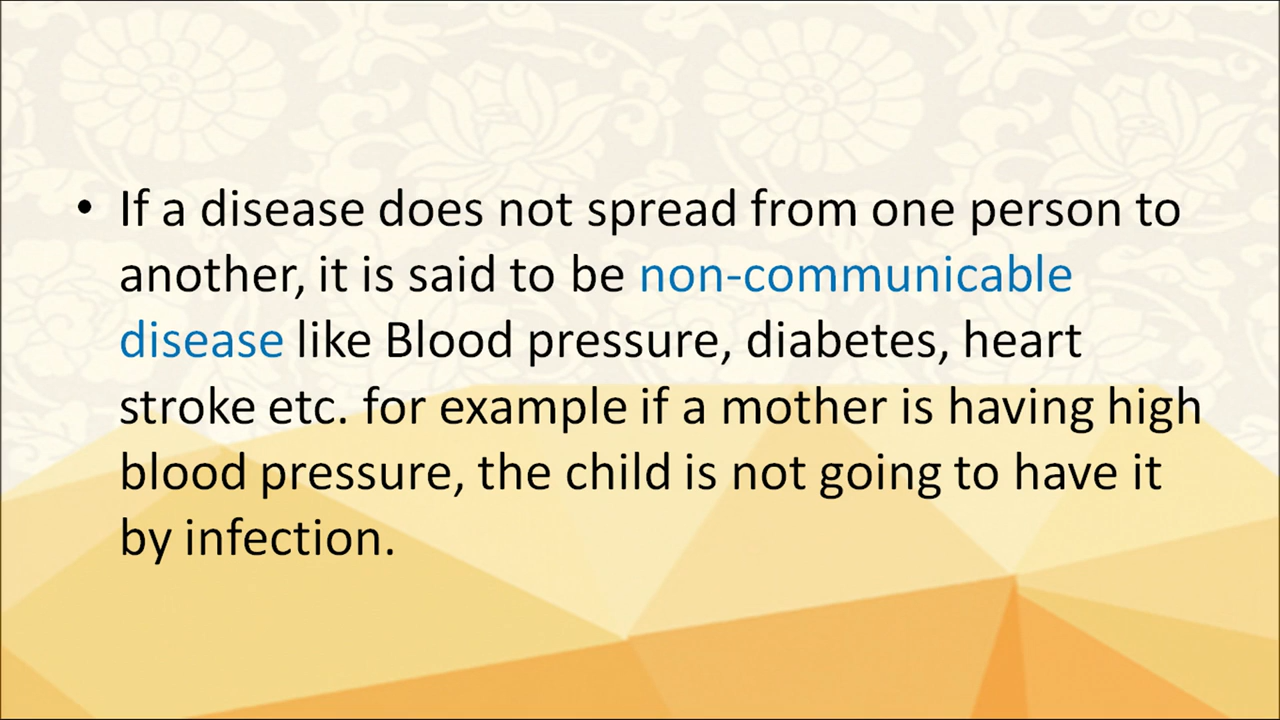 • If a disease does not spread from one person to
another, it is said to be non-communicable
disease like Blood pressure, diabetes, heart
stroke etc. for example if a mother is having high
blood pressure, the child is not going to have it
by infection.